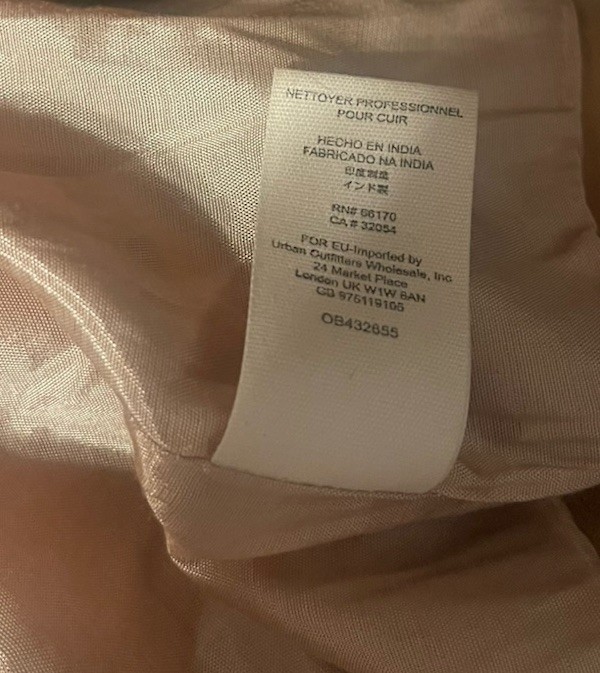 NETTOYER PROFESSIONNEL
POUR CUIR
HECHO EN INDIA
FABRICADO NA INDIA
印度制造
インド製
RN# 66170
CA # 32054
FOR EU-Imported by
Urban Outfitters Wholesale, Inc
24 Market Place
London UK W1W 8AN
GB 975119105
OB432655